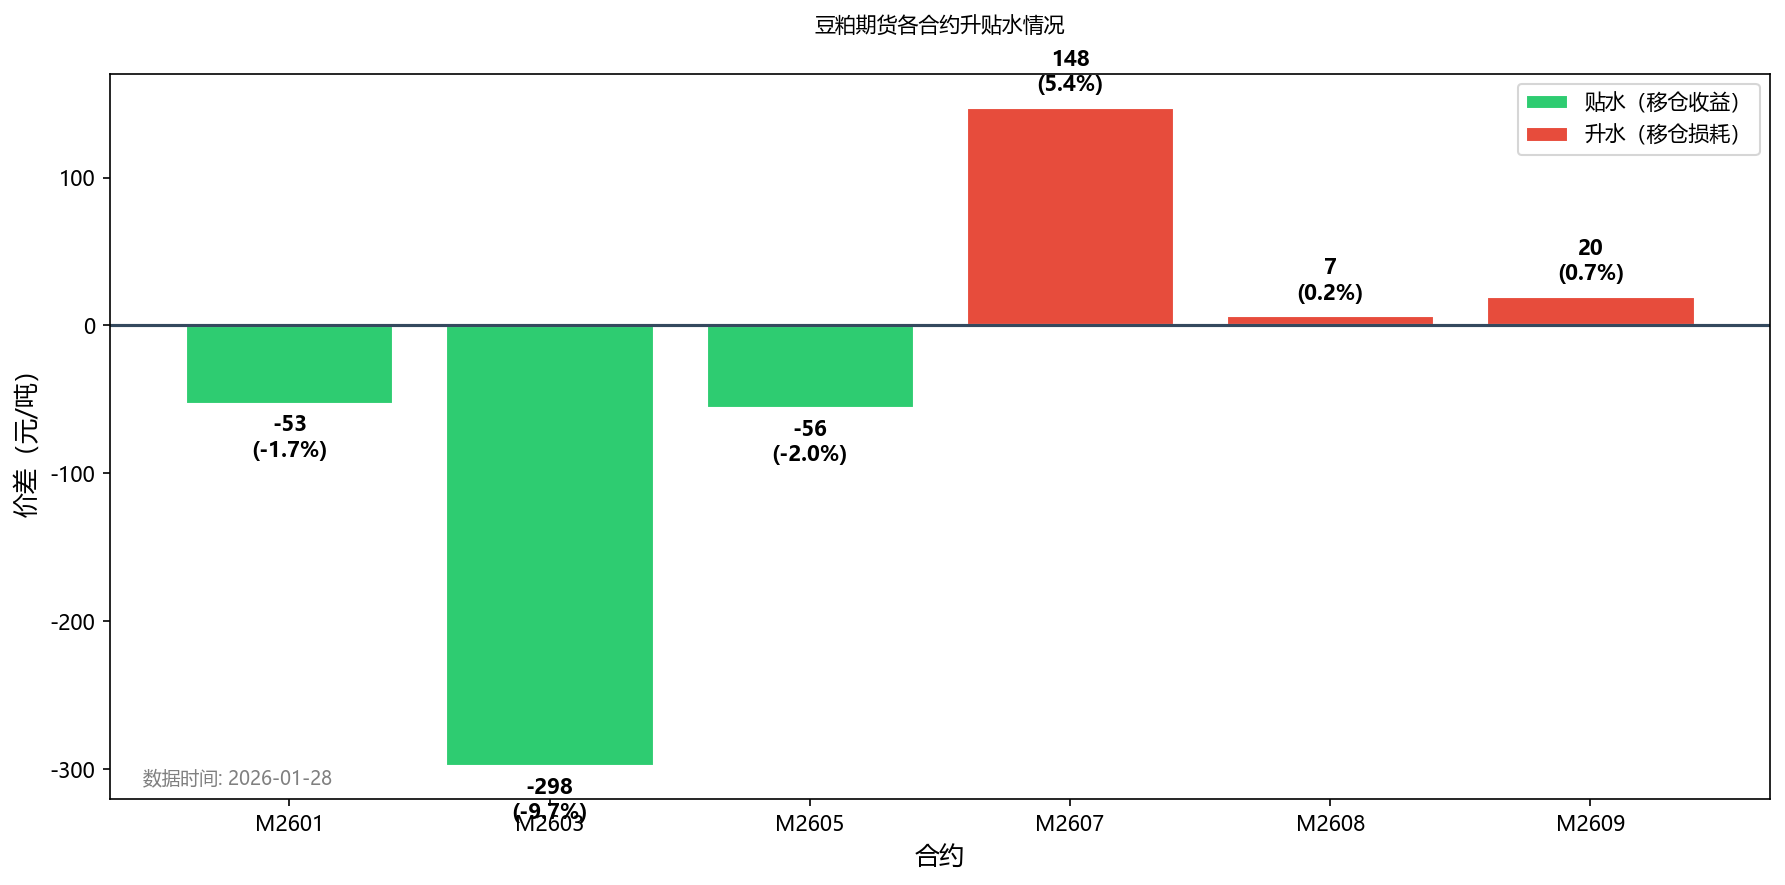 豆粕期货各合约升贴水情况
148
(5.4%)
贴水（移仓收益）
升水（移仓损耗）
100
0
-100
-200
-300
价差（元/吨）
-53
(-1.7%)
-298
(-9.7%)
-56
(-2.0%)
7
(0.2%)
20
(0.7%)
数据时间: 2026-01-28
M2601
M2603
M2605
M2607
M2608
M2609
合约